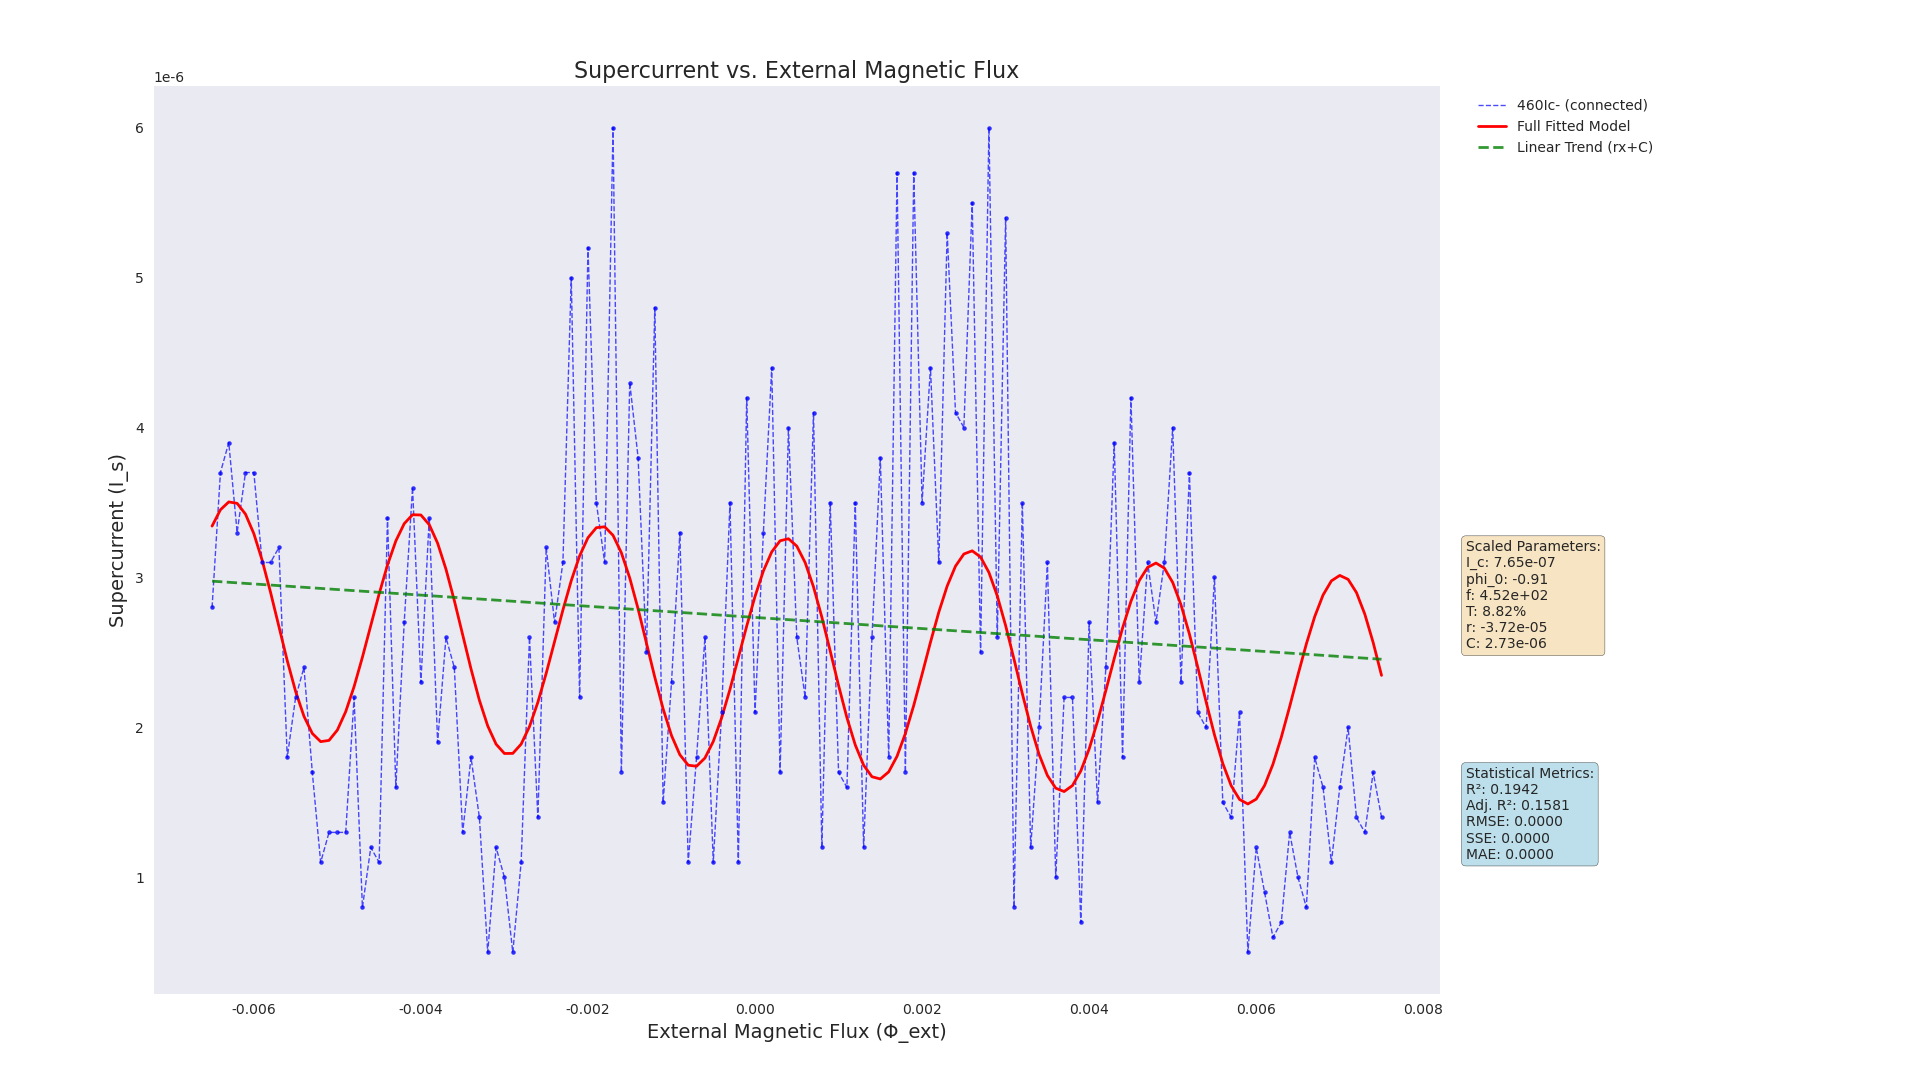 Supercurrent vs. External Magnetic Flux
1e-6
6
5
4
3
2
1
Supercurrent (I_s)
-0.006
-0.004
-0.002
0.000
0.002
0.004
0.006
0.008
External Magnetic Flux (Φ_ext)
460Ic- (connected)
Full Fitted Model
Linear Trend (rx+C)
Scaled Parameters:
I_c: 7.65e-07
phi_0: -0.91
f: 4.52e+02
T: 8.82%
r: -3.72e-05
C: 2.73e-06
Statistical Metrics:
R²: 0.1942
Adj. R²: 0.1581
RMSE: 0.0000
SSE: 0.0000
MAE: 0.0000